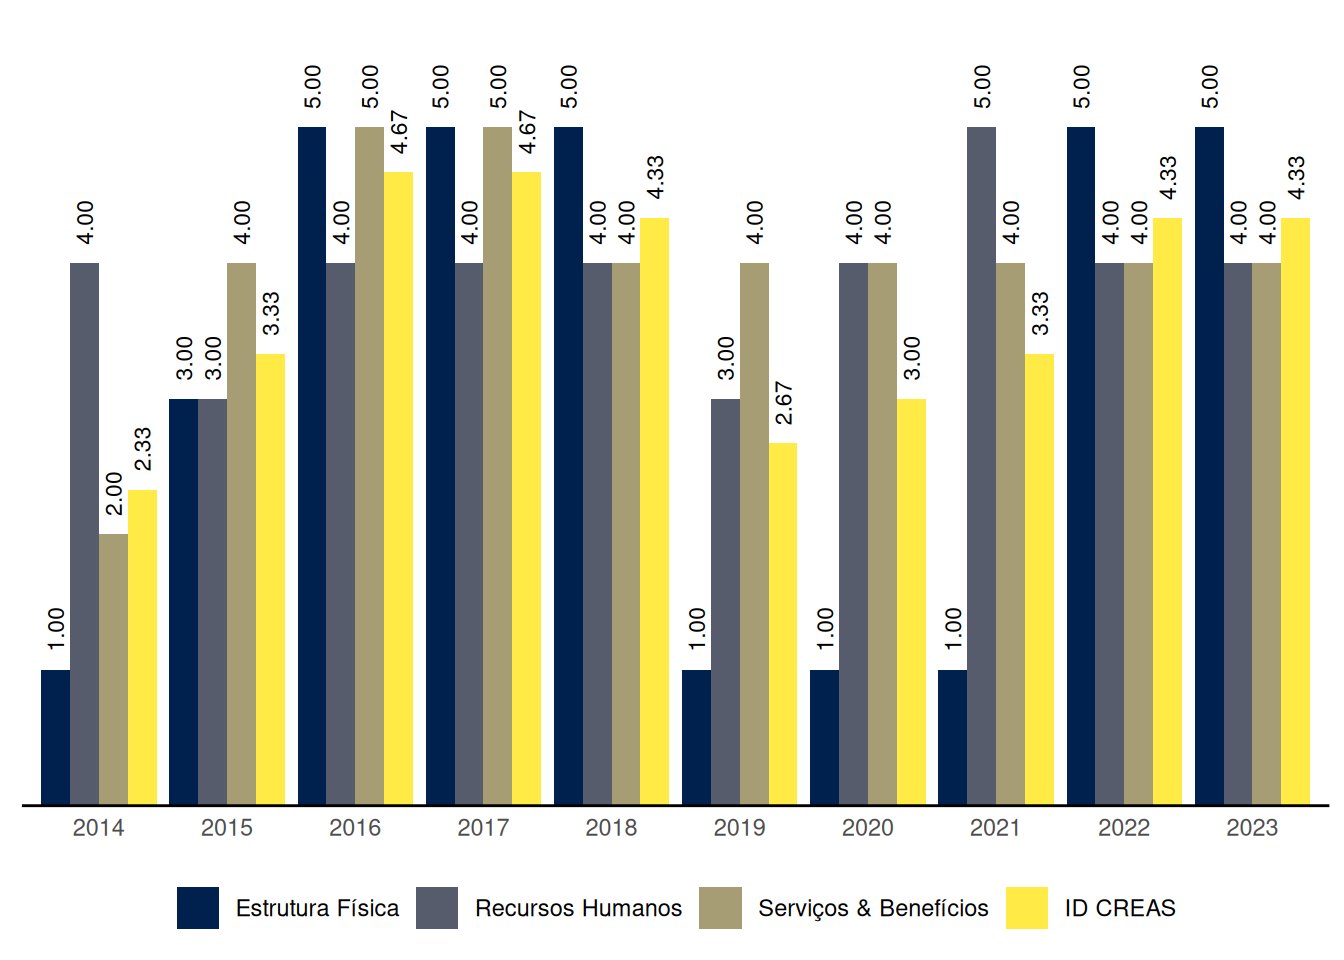 5.00 5.00 5.00 5.00 5.00 5.00 5.00 5.00
4.67 4.67
4.33 4.33 4.33
4.00 4.00 4.00 4.00 4.00 4.00 4.00 4.00 4.00 4.00 4.00 4.00 4.00 4.00
3.33 3.33
3.00 3.00 3.00 3.00
2.67
2.33
2.00
1.00 1.00 1.00 1.00
2014 2015 2016 2017 2018 2019 2020 2021 2022 2023
Estrutura Física Recursos Humanos Serviços & Benefícios ID CREAS